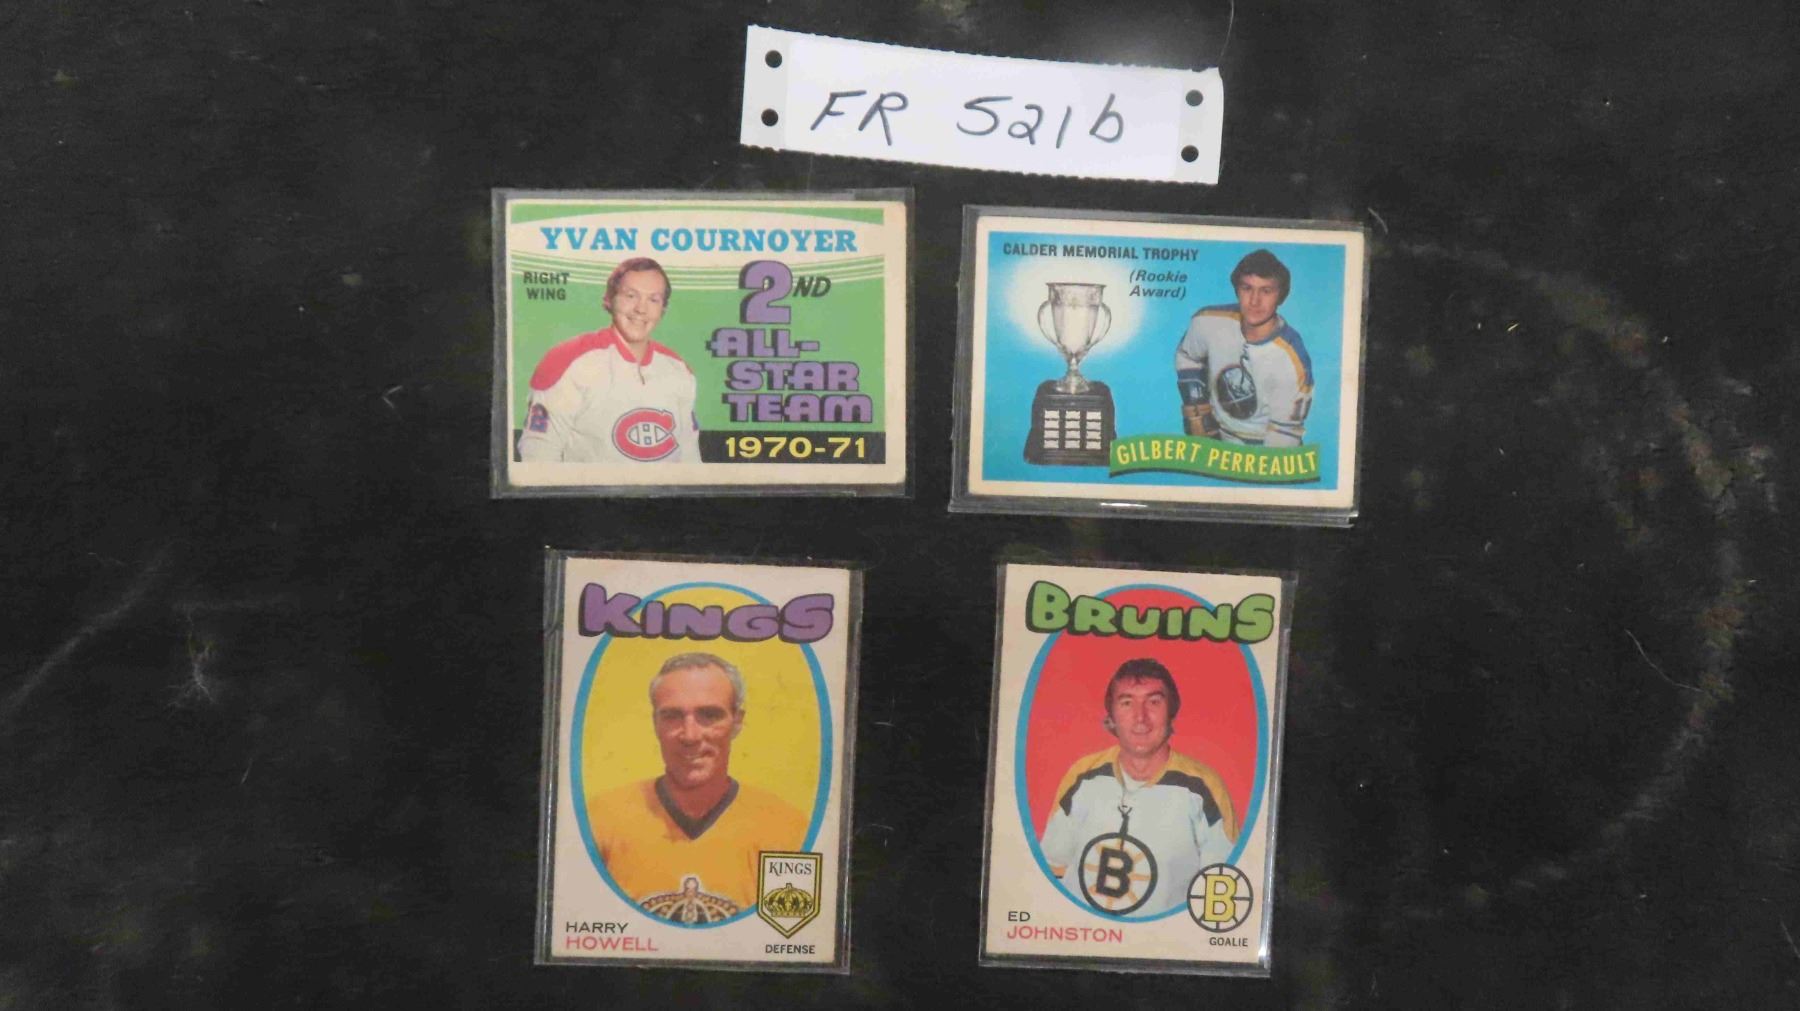 FR 521b
YVAN COURNOYER
RIGHT
WING
2ND
ALL-
STAR
TEAM
1970-71
12
CALDER MEMORIAL TROPHY
(Rookie
Award)
GILBERT PERREAULT
KINGS
KINGS
HARRY
HOWELL
DEFENSE
BRUINS
B
B
ED
JOHNSTON
GOALIE